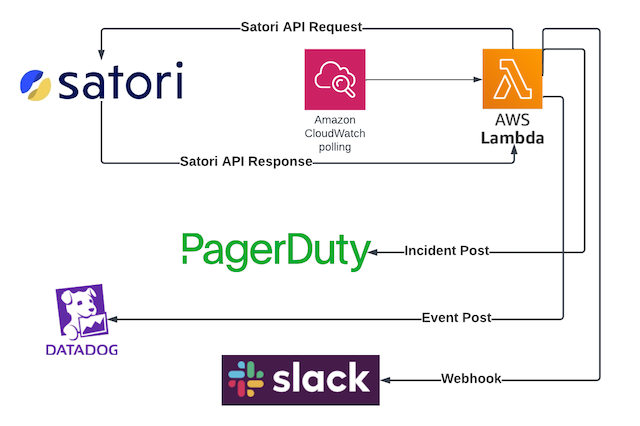 Satori API Request
satori
Amazon
CloudWatch
polling
AWS
Lambda
Satori API Response
PagerDuty
Incident Post
DATADOG
Event Post
slack
Webhook